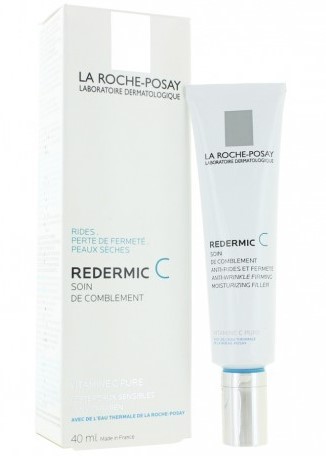 LA ROCHE-POSAY
LABORATOIRE DERMATOLOGIQUE
RIDES
PERTE DE FERMETÉ
PEAUX SÈCHES
REDERMIC C
SOIN
DE COMBLEMENT
VITAMINE C PURE
AVEC DE L'EAU THERMALE DE LA ROCHE-POSAY
40 ml Made in France
LA ROCHE-POSAY
LABORATOIRE DERMATOLOGIQUE
REDERMIC C
SOIN
DE COMBLEMENT
ANTI-RIDES ET FERMETÉ
ANTI-WRINKLE FIRMING
MOISTURIZING FILLER
VITAMINE C PURE